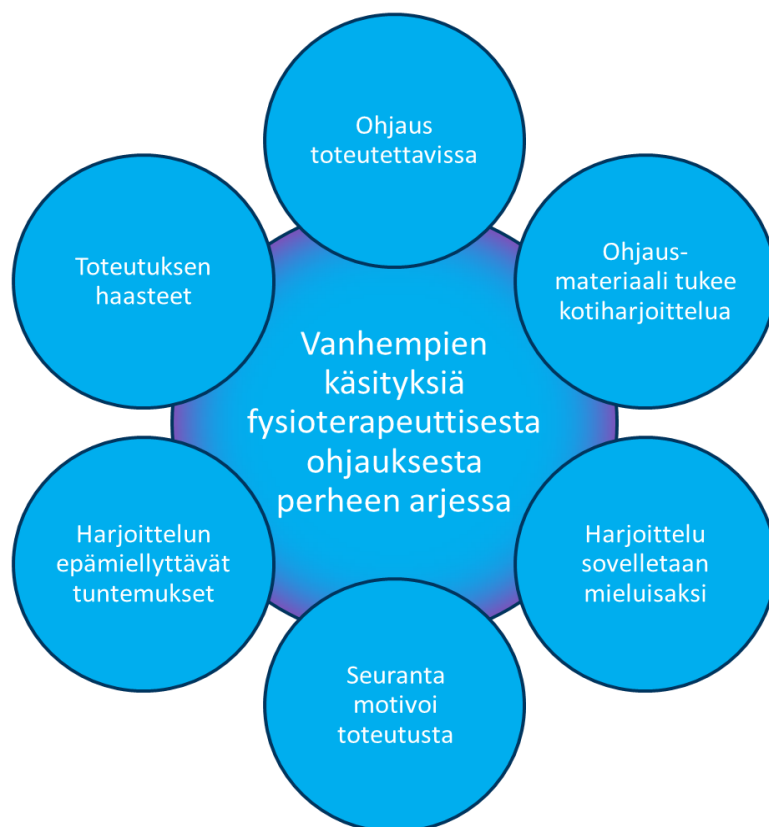 Ohjaus
toteutettavissa
Ohjaus-
materiaali tukee
kotiharjoittelua
Harjoittelu
sovelletaan
mieluisaksi
Seuranta
motivoi
toteutusta
Harjoittelun
epämiellyttävät
tuntemukset
Toteutuksen
haasteet
Vanhempien
käsityksiä
fysioterapeuttisesta
ohjauksesta
perheen arjessa